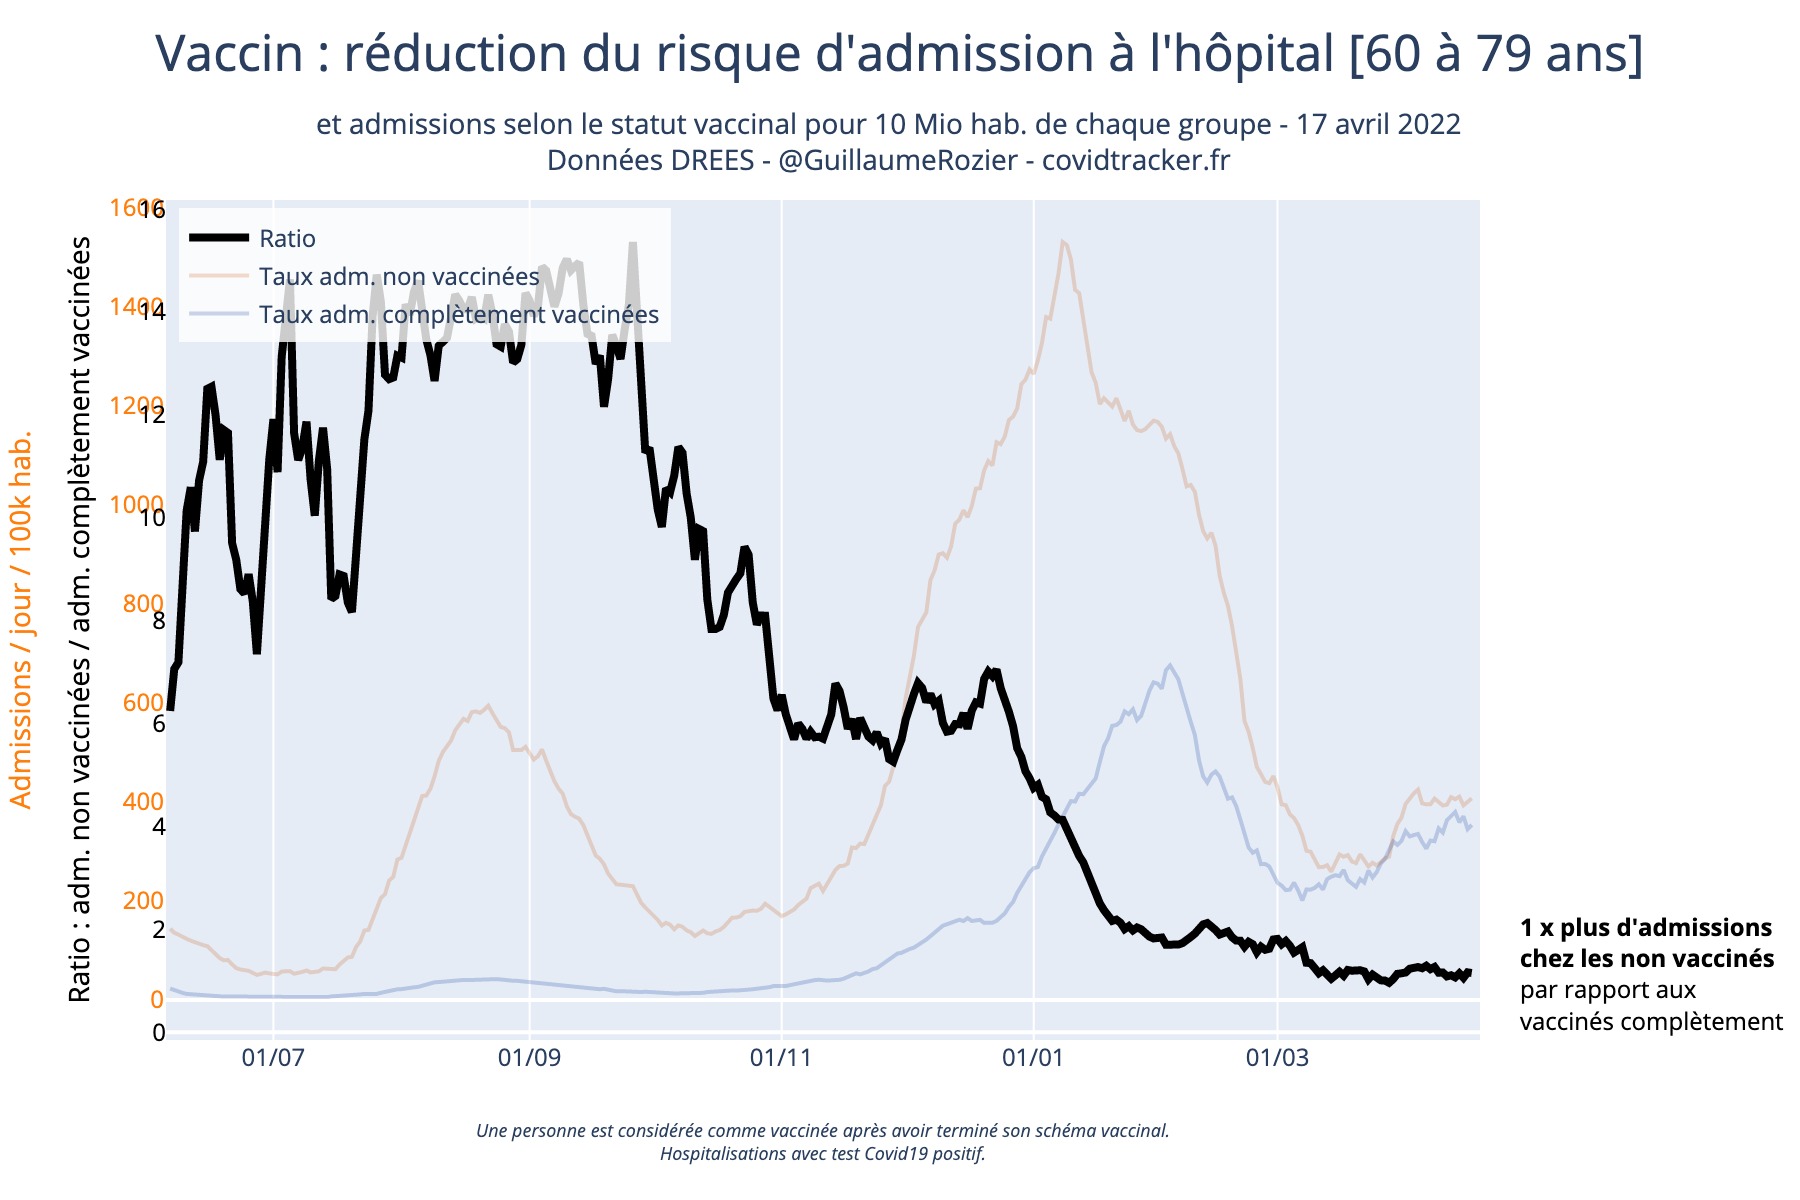 Vaccin : réduction du risque d'admission à l'hôpital [60 à 79 ans]
et admissions selon le statut vaccinal pour 10 Mio hab. de chaque groupe - 17 avril 2022
Données DREES - @GuillaumeRozier - covidtracker.fr
Admissions / jour / 100k hab.
Ratio : adm. non vaccinées / adm. complètement vaccinées
1600
1400
1200
1000
800
600
400
200
0
16
14
12
10
8
6
4
2
0
Ratio
Taux adm. non vaccinées
Taux adm. complètement vaccinées
01/07
01/09
01/11
01/01
01/03
1 x plus d'admissions
chez les non vaccinés
par rapport aux
vaccinés complètement
Une personne est considérée comme vaccinée après avoir terminé son schéma vaccinal.
Hospitalisations avec test Covid19 positif.